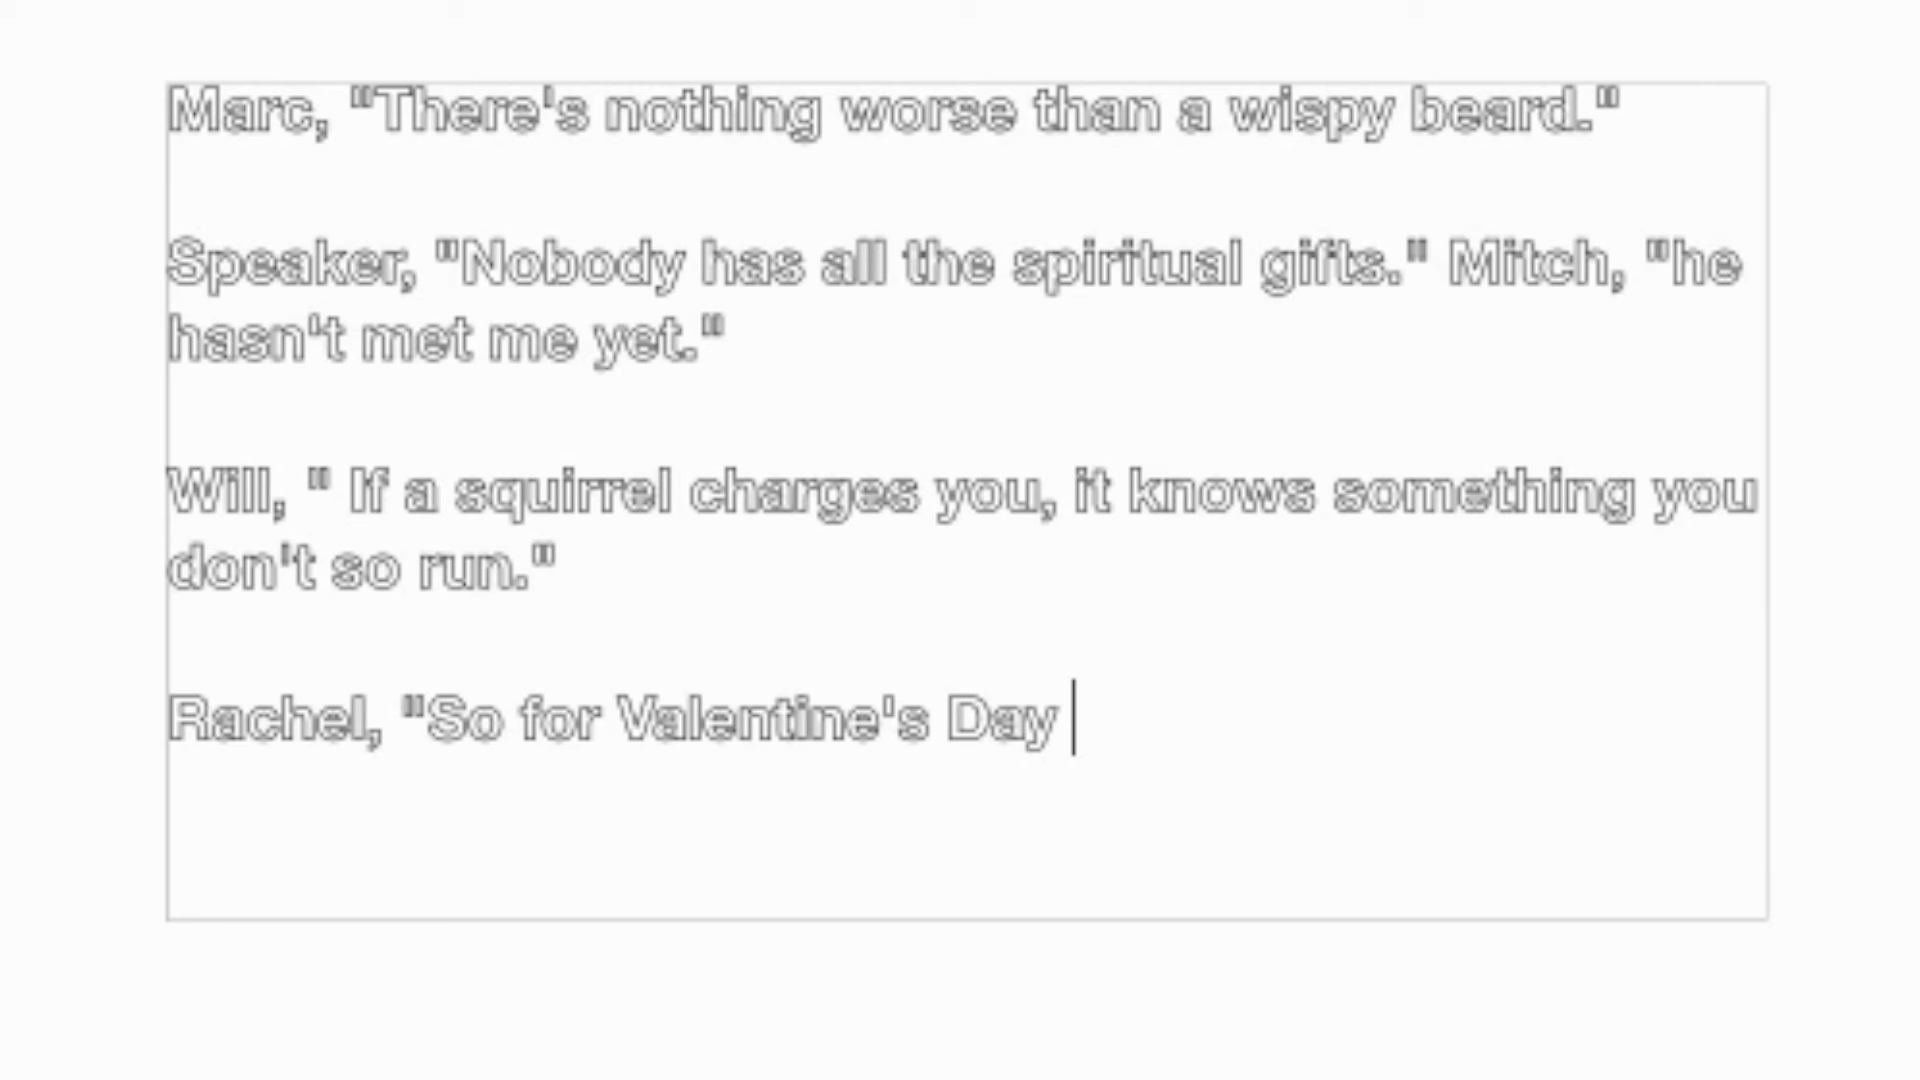 Marc, "There's nothing worse than a wispy beard."
Speaker, "Nobody has all the spiritual gifts." Mitch, "he
hasn't met me yet."
Will, " If a squirrel charges you, it knows something you
don't so run."
Rachel, "So for Valentine's Day